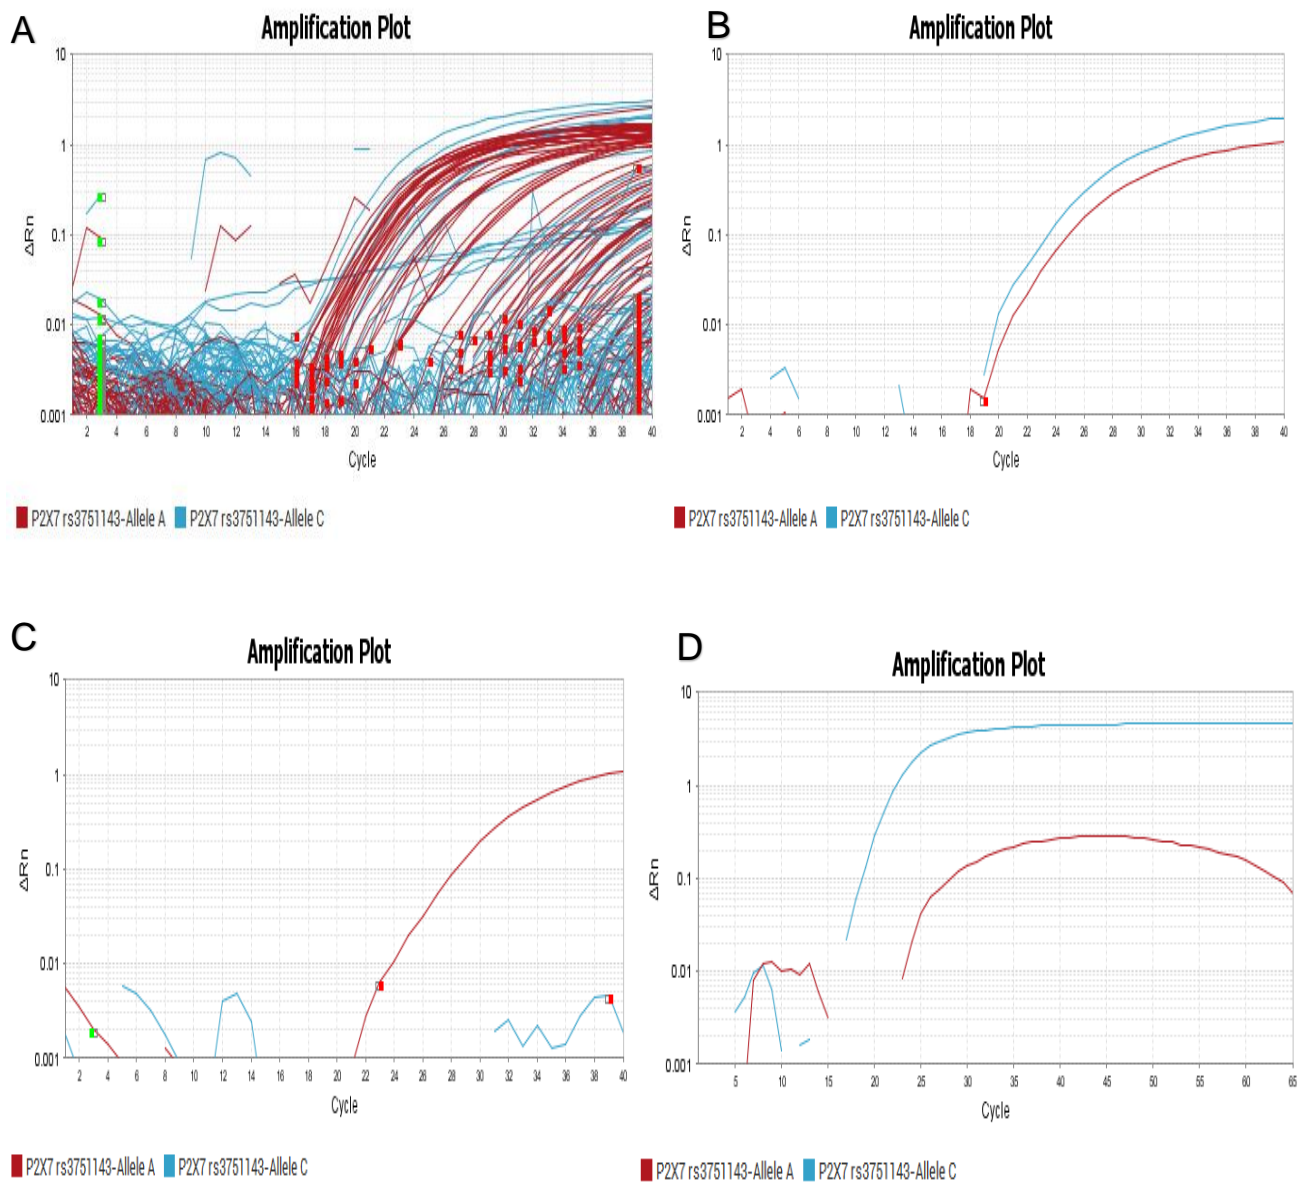 A
Amplification Plot
10
1
0.1
0.01
0.001
ΔRn
2 4 6 8 10 12 14 16 18 20 22 24 26 28 30 32 34 36 38 40
Cycle
P2X7 rs3751143-Allele A P2X7 rs3751143-Allele C
B
Amplification Plot
10
1
0.1
0.01
0.001
ΔRn
2 4 6 8 10 12 14 16 18 20 22 24 26 28 30 32 34 36 38 40
Cycle
P2X7 rs3751143-Allele A P2X7 rs3751143-Allele C
C
Amplification Plot
10
1
0.1
0.01
0.001
ΔRn
2 4 6 8 10 12 14 16 18 20 22 24 26 28 30 32 34 36 38 40
Cycle
P2X7 rs3751143-Allele A P2X7 rs3751143-Allele C
D
Amplification Plot
10
1
0.1
0.01
0.001
ΔRn
5 10 15 20 25 30 35 40 45 50 55 60 65
Cycle
P2X7 rs3751143-Allele A P2X7 rs3751143-Allele C